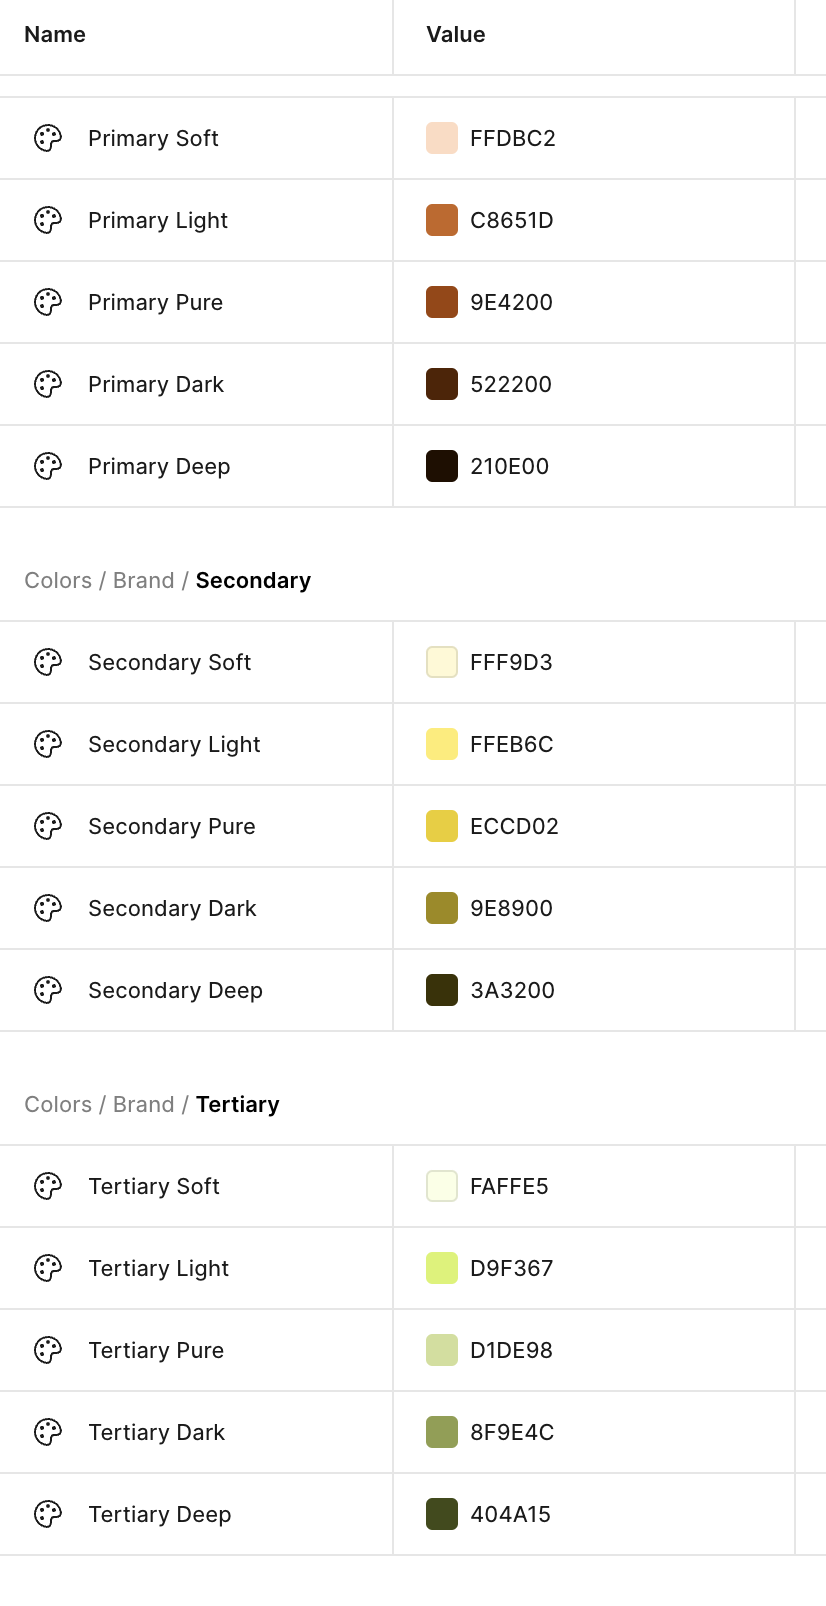 Name Value
Primary Soft FFDBC2
Primary Light C8651D
Primary Pure 9E4200
Primary Dark 522200
Primary Deep 210E00
Colors / Brand / Secondary
Secondary Soft FFF9D3
Secondary Light FFEB6C
Secondary Pure ECCD02
Secondary Dark 9E8900
Secondary Deep 3A3200
Colors / Brand / Tertiary
Tertiary Soft FAFFE5
Tertiary Light D9F367
Tertiary Pure D1DE98
Tertiary Dark 8F9E4C
Tertiary Deep 404A15